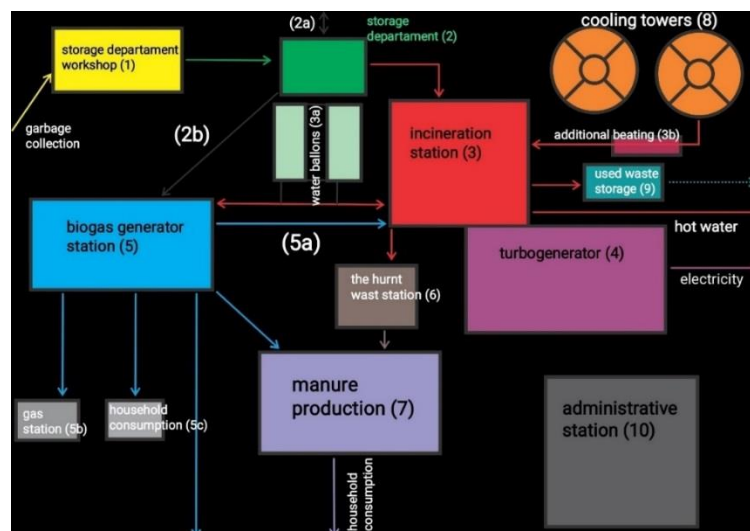 (2a)
storage
departament (2)
cooling towers (8)
storage departament
workshop (1)
garbage
collection
(2b)
water ballons (3a)
incineration
station (3)
additional beating (3b)
used waste
storage (9)
hot water
biogas generator
station (5)
(5a)
turbogenerator (4)
electricity
the hurnt
wast station (6)
manure
production (7)
gas
station (5b)
household
consumption (5c)
administrative
station (10)
household
consumption